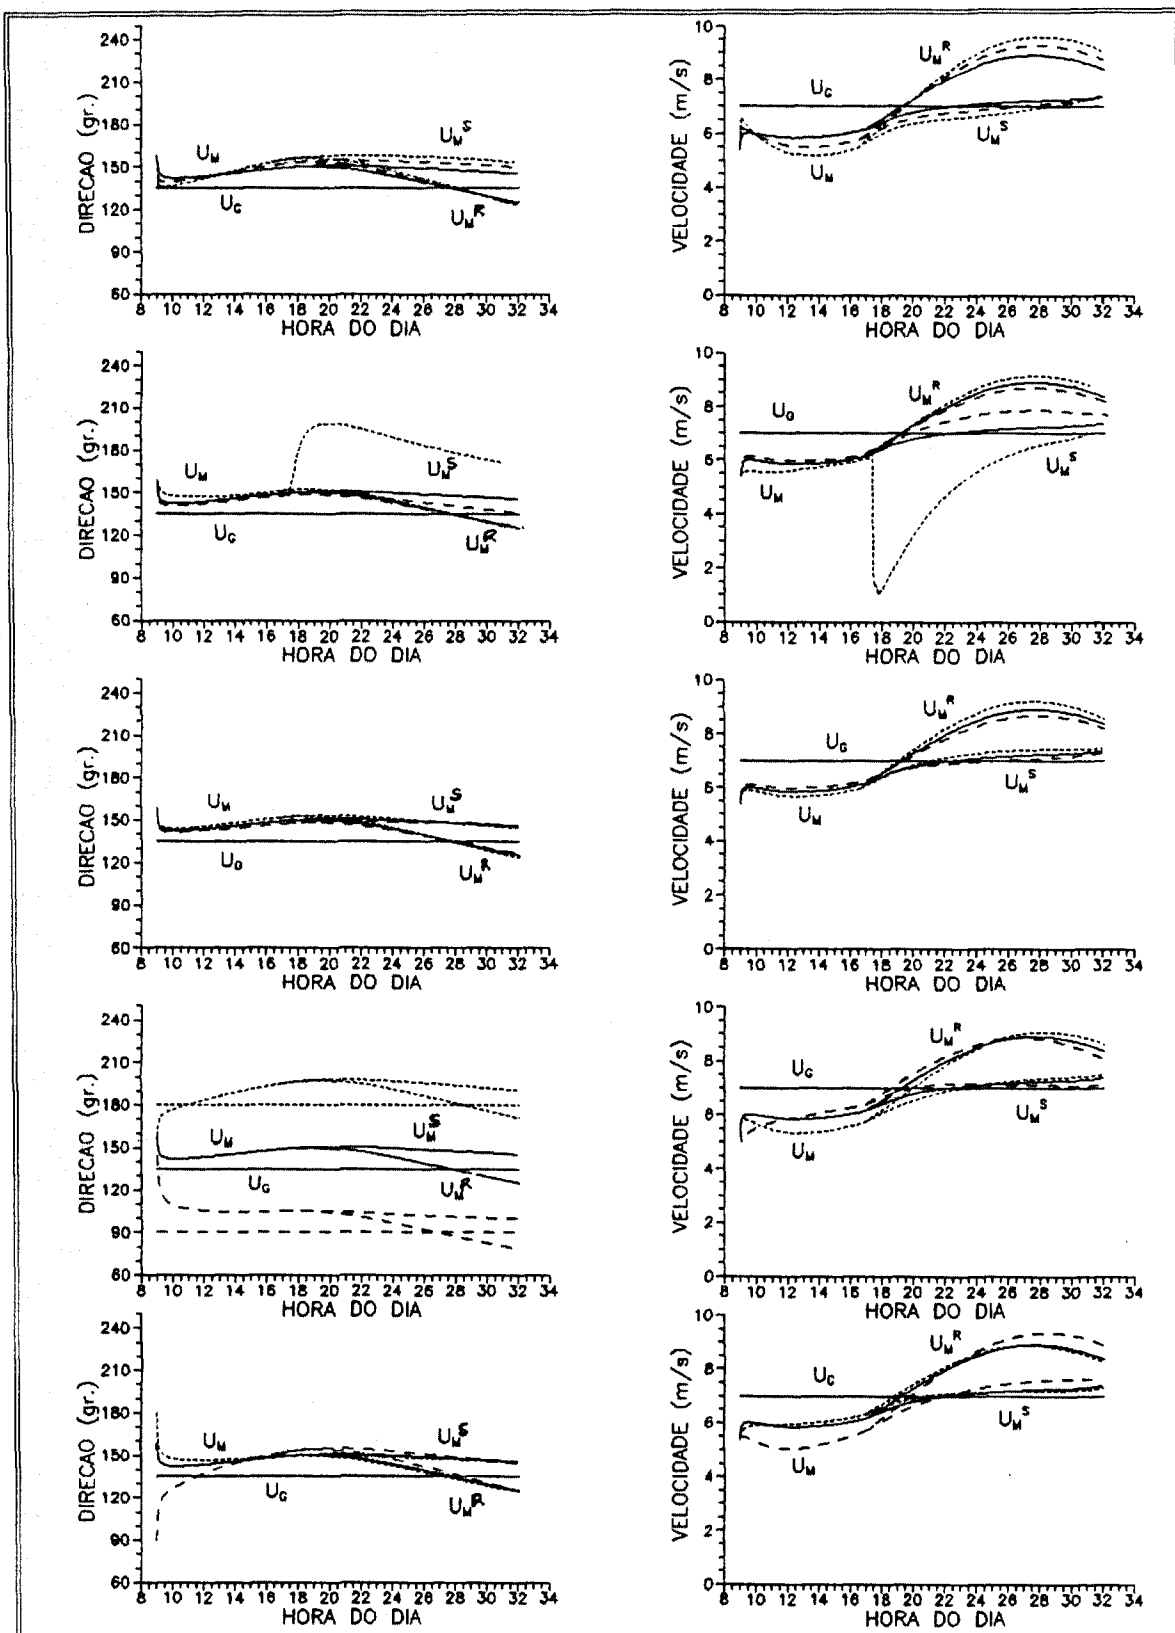 DIRECAO (gr.)
240
210
180
150
120
90
60
U_M
U_M^S
U_G
U_M^R
8 10 12 14 16 18 20 22 24 26 28 30 32 34
HORA DO DIA
VELOCIDADE (m/s)
10
8
6
4
2
0
U_M^R
U_G
U_M^S
U_M
8 10 12 14 16 18 20 22 24 26 28 30 32 34
HORA DO DIA
DIRECAO (gr.)
240
210
180
150
120
90
60
U_M
U_M^S
U_G
U_M^R
8 10 12 14 16 18 20 22 24 26 28 30 32 34
HORA DO DIA
VELOCIDADE (m/s)
10
8
6
4
2
0
U_M^R
U_G
U_M^S
U_M
8 10 12 14 16 18 20 22 24 26 28 30 32 34
HORA DO DIA
DIRECAO (gr.)
240
210
180
150
120
90
60
U_M
U_M^S
U_G
U_M^R
8 10 12 14 16 18 20 22 24 26 28 30 32 34
HORA DO DIA
VELOCIDADE (m/s)
10
8
6
4
2
0
U_M^R
U_G
U_M^S
U_M
8 10 12 14 16 18 20 22 24 26 28 30 32 34
HORA DO DIA
DIRECAO (gr.)
240
210
180
150
120
90
60
U_M
U_M^S
U_G
U_M^R
8 10 12 14 16 18 20 22 24 26 28 30 32 34
HORA DO DIA
VELOCIDADE (m/s)
10
8
6
4
2
0
U_M^R
U_G
U_M^S
U_M
8 10 12 14 16 18 20 22 24 26 28 30 32 34
HORA DO DIA
DIRECAO (gr.)
240
210
180
150
120
90
60
U_M
U_M^S
U_G
U_M^R
8 10 12 14 16 18 20 22 24 26 28 30 32 34
HORA DO DIA
VELOCIDADE (m/s)
10
8
6
4
2
0
U_M^R
U_G
U_M^S
U_M
8 10 12 14 16 18 20 22 24 26 28 30 32 34
HORA DO DIA